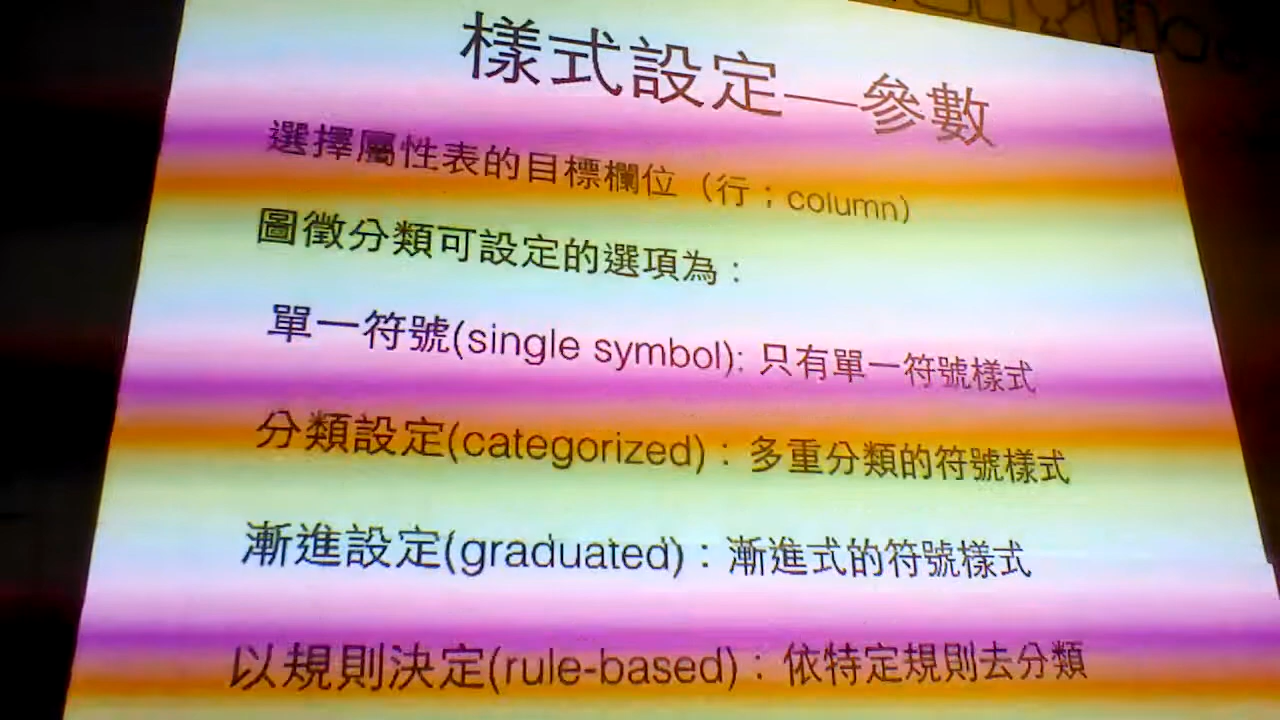 樣式設定—參數
選擇屬性表的目標欄位（行；column）
圖徵分類可設定的選項為：
單一符號(single symbol): 只有單一符號樣式
分類設定(categorized)：多重分類的符號樣式
漸進設定(graduated)：漸進式的符號樣式
以規則決定(rule-based)：依特定規則去分類